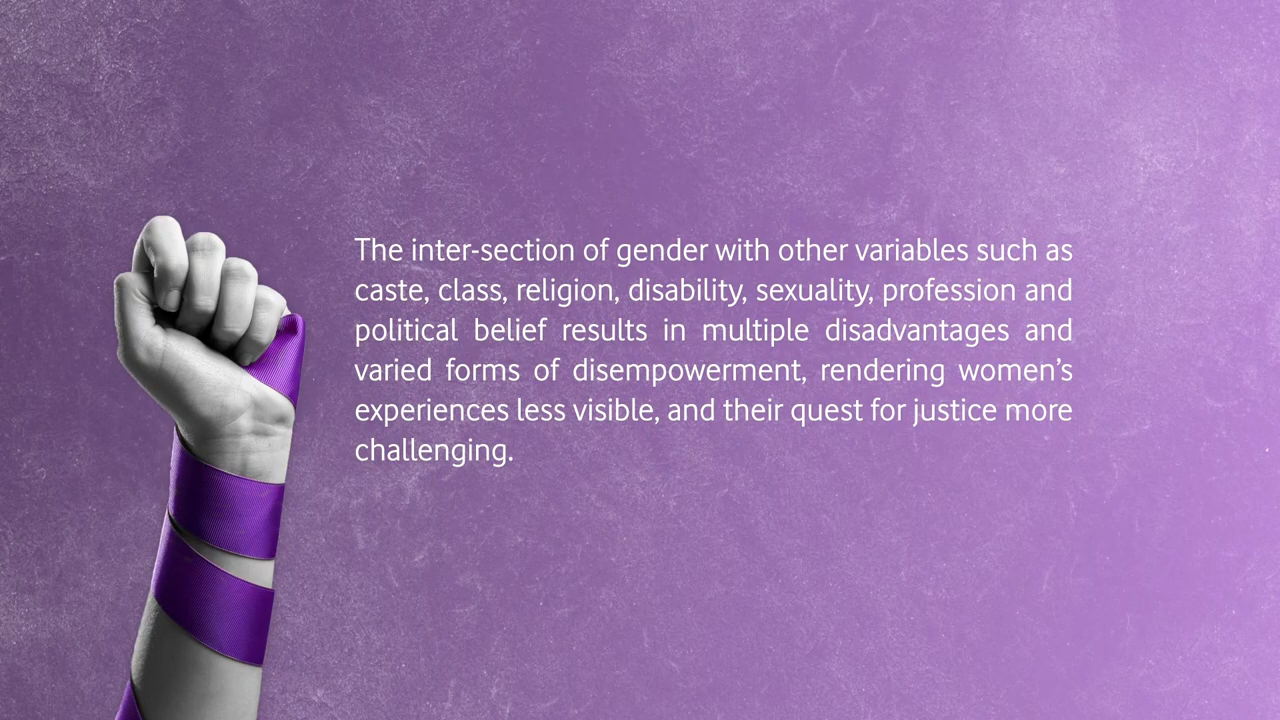 The inter-section of gender with other variables such as
caste, class, religion, disability, sexuality, profession and
political belief results in multiple disadvantages and
varied forms of disempowerment, rendering women’s
experiences less visible, and their quest for justice more
challenging.